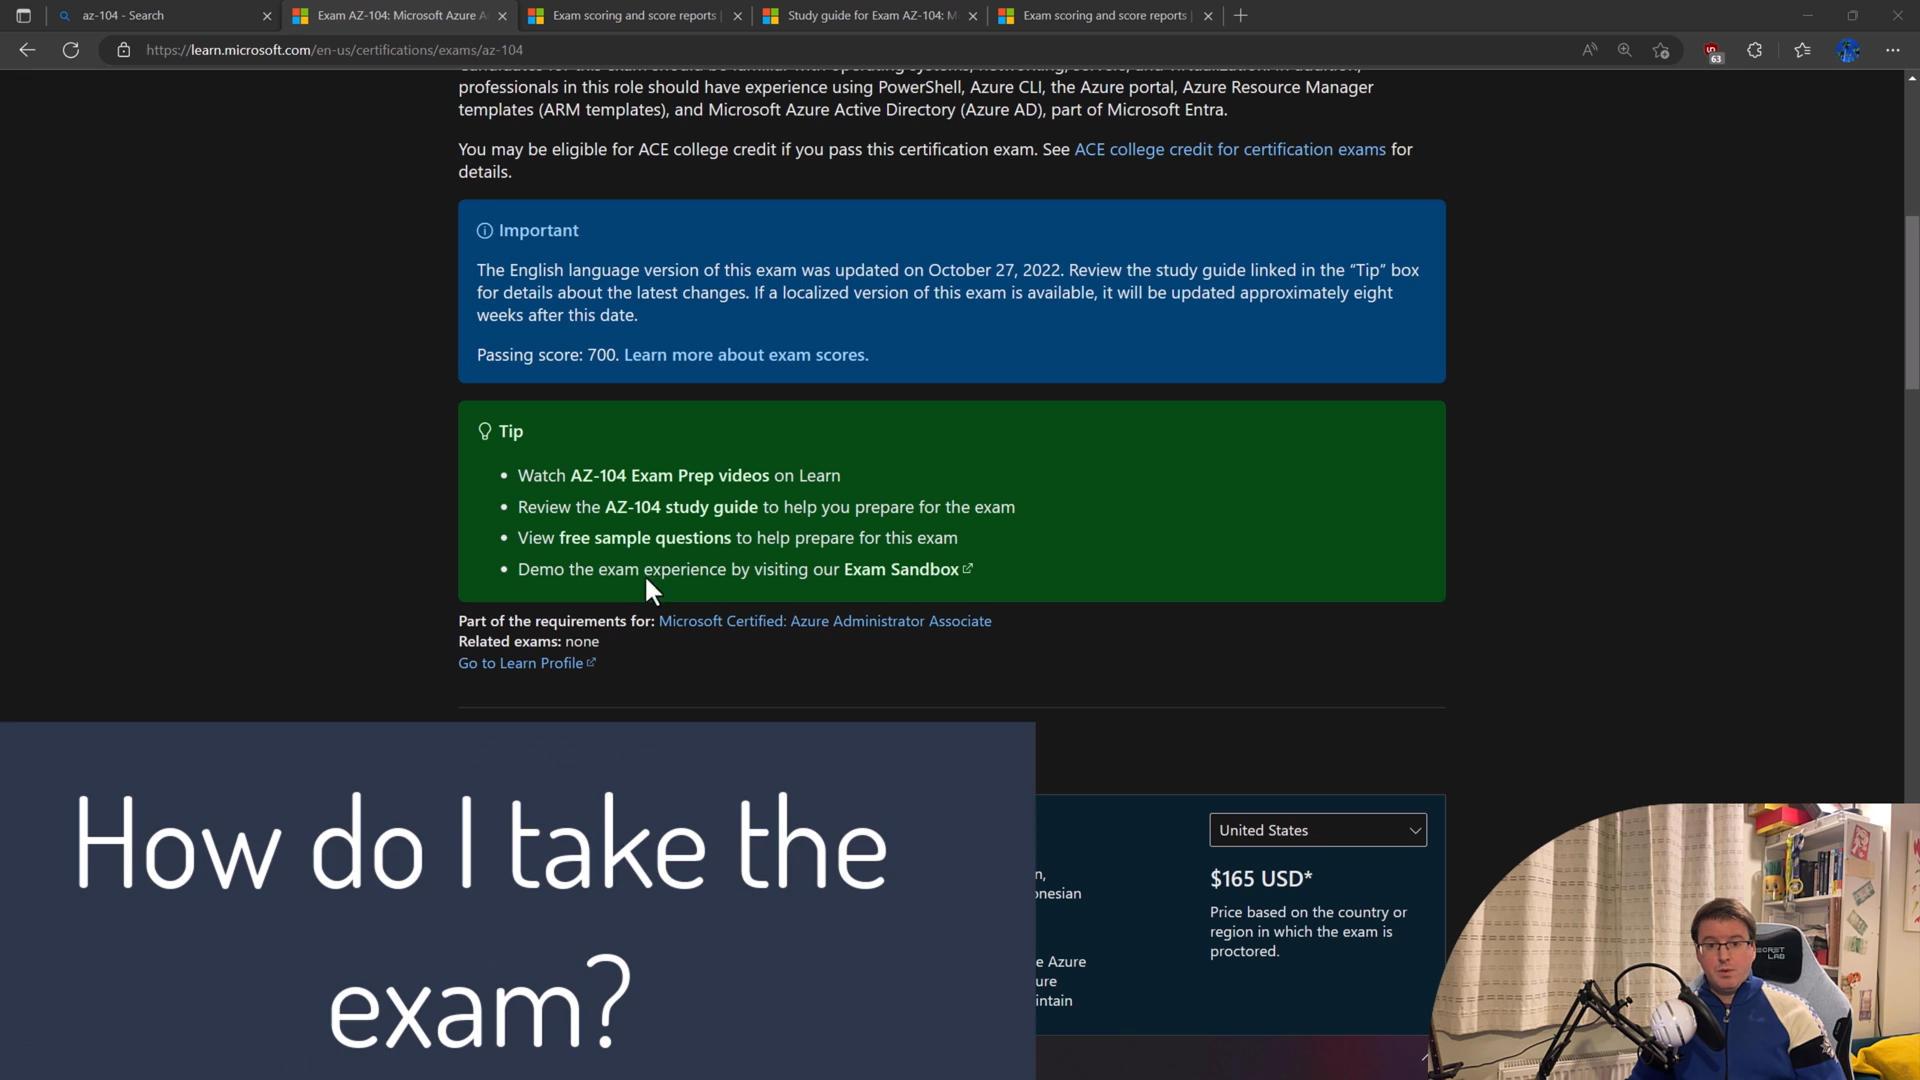 az-104 - Search
Exam AZ-104: Microsoft Azure A
Exam scoring and score reports
Study guide for Exam AZ-104: M
Exam scoring and score reports
https://learn.microsoft.com/en-us/certifications/exams/az-104
63
professionals in this role should have experience using PowerShell, Azure CLI, the Azure portal, Azure Resource Manager
templates (ARM templates), and Microsoft Azure Active Directory (Azure AD), part of Microsoft Entra.
You may be eligible for ACE college credit if you pass this certification exam. See ACE college credit for certification exams for
details.
Important
The English language version of this exam was updated on October 27, 2022. Review the study guide linked in the “Tip” box
for details about the latest changes. If a localized version of this exam is available, it will be updated approximately eight
weeks after this date.
Passing score: 700. Learn more about exam scores.
Tip
• Watch AZ-104 Exam Prep videos on Learn
• Review the AZ-104 study guide to help you prepare for the exam
• View free sample questions to help prepare for this exam
• Demo the exam experience by visiting our Exam Sandbox
Part of the requirements for: Microsoft Certified: Azure Administrator Associate
Related exams: none
Go to Learn Profile
How do I take the
exam?
n,
onesian
e Azure
ure
intain
United States
$165 USD*
Price based on the country or
region in which the exam is
proctored.
SECRET
LAB